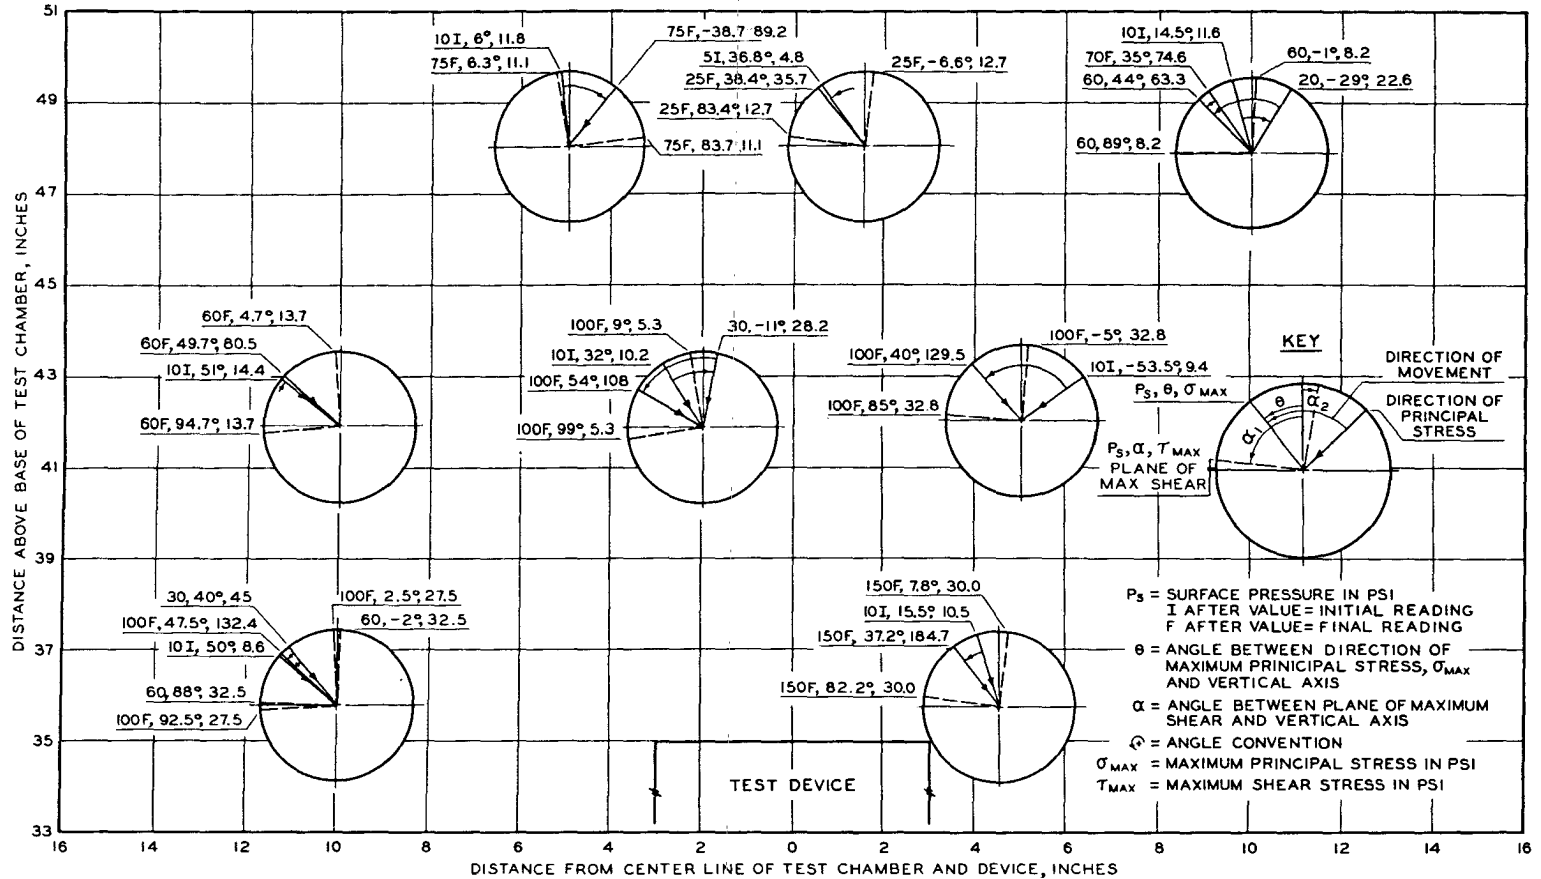 51
49
47
45
43
41
39
37
35
33
DISTANCE ABOVE BASE OF TEST CHAMBER, INCHES
10I, 6°, 11.8
75F, 6.3°, 11.1
75F, -38.7° 89.2
75F, 83.7° 11.1
5I, 36.8°, 4.8
25F, 38.4°, 35.7
25F, 83.4°, 12.7
25F, -6.6°, 12.7
10I, 14.5°, 11.6
70F, 35°, 74.6
60, 44°, 63.3
60, 89°, 8.2
60, -1°, 8.2
20, -29°, 22.6
60F, 4.7°, 13.7
60F, 49.7°, 80.5
10I, 51°, 14.4
60F, 94.7°, 13.7
100F, 9°, 5.3
10I, 32°, 10.2
100F, 54°, 108
100F, 99°, 5.3
30, -11°, 28.2
100F, 40°, 129.5
100F, 85°, 32.8
100F, -5°, 32.8
10I, -53.5°, 9.4
KEY
DIRECTION OF
MOVEMENT
DIRECTION OF
PRINCIPAL
STRESS
PS, θ, σ MAX
θ
α2
α1
PS, α, τ MAX
PLANE OF
MAX SHEAR
30, 40°, 45
100F, 47.5°, 132.4
10I, 50°, 8.6
60, 88°, 32.5
100F, 92.5°, 27.5
100F, 2.5°, 27.5
60, -2°, 32.5
150F, 7.8°, 30.0
10I, 15.5°, 10.5
150F, 37.2°, 184.7
150F, 82.2°, 30.0
TEST DEVICE
PS = SURFACE PRESSURE IN PSI
I AFTER VALUE = INITIAL READING
F AFTER VALUE = FINAL READING
θ = ANGLE BETWEEN DIRECTION OF
MAXIMUM PRINICIPAL STRESS, σMAX
AND VERTICAL AXIS
α = ANGLE BETWEEN PLANE OF MAXIMUM
SHEAR AND VERTICAL AXIS
= ANGLE CONVENTION
σMAX = MAXIMUM PRINCIPAL STRESS IN PSI
τMAX = MAXIMUM SHEAR STRESS IN PSI
16 14 12 10 8 6 4 2 0 2 4 6 8 10 12 14 16
DISTANCE FROM CENTER LINE OF TEST CHAMBER AND DEVICE, INCHES